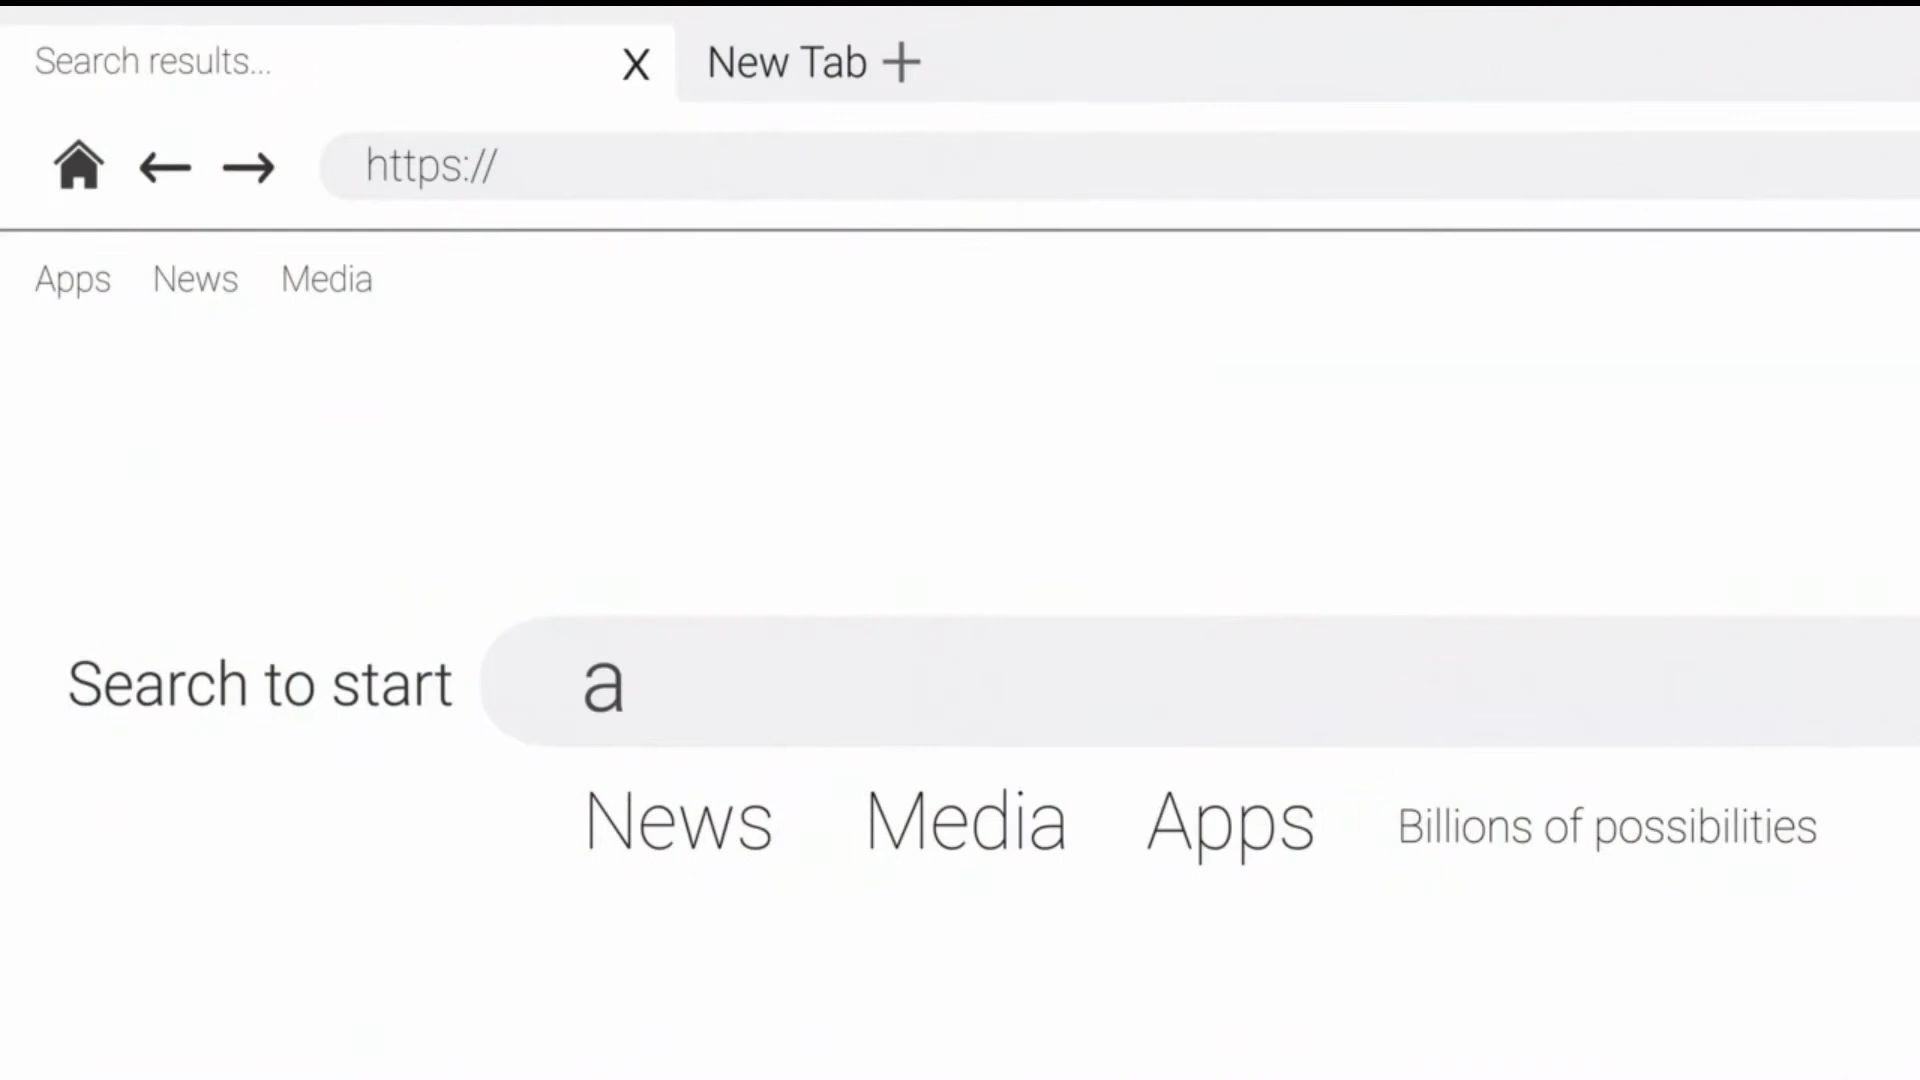 Search results... X New Tab +
https://
Apps News Media
Search to start a
News Media Apps Billions of possibilities